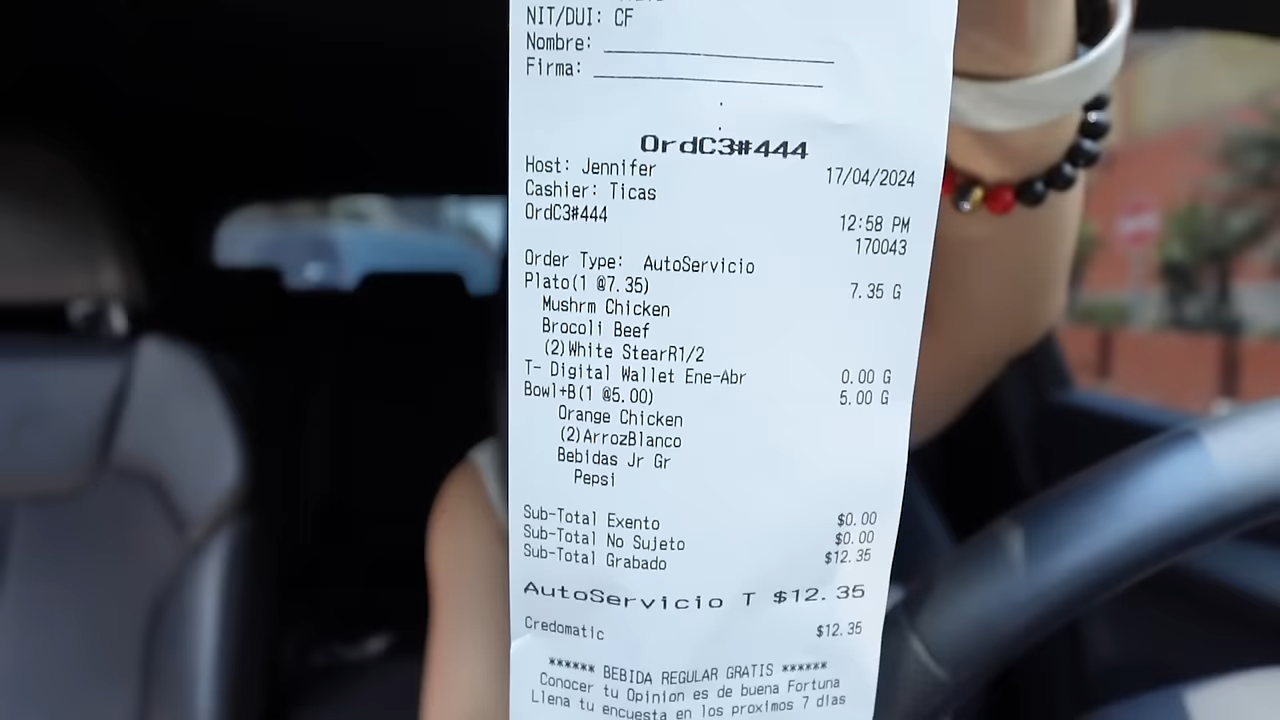 NIT/DUI: CF
Nombre: ____________________
Firma: ____________________
OrdC3#444
Host: Jennifer 17/04/2024
Cashier: Ticas
OrdC3#444 12:58 PM
170043
Order Type: AutoServicio
Plato(1 @7.35) 7.35 G
Mushrm Chicken
Brocoli Beef
(2)White StearR1/2
T- Digital Wallet Ene-Abr 0.00 G
Bowl+B(1 @5.00) 5.00 G
Orange Chicken
(2)ArrozBlanco
Bebidas Jr Gr
Pepsi
Sub-Total Exento $0.00
Sub-Total No Sujeto $0.00
Sub-Total Grabado $12.35
AutoServicio T $12.35
Credomatic $12.35
****** BEBIDA REGULAR GRATIS ******
Conocer tu Opinion es de buena Fortuna
Llena tu encuesta en los proximos 7 dias